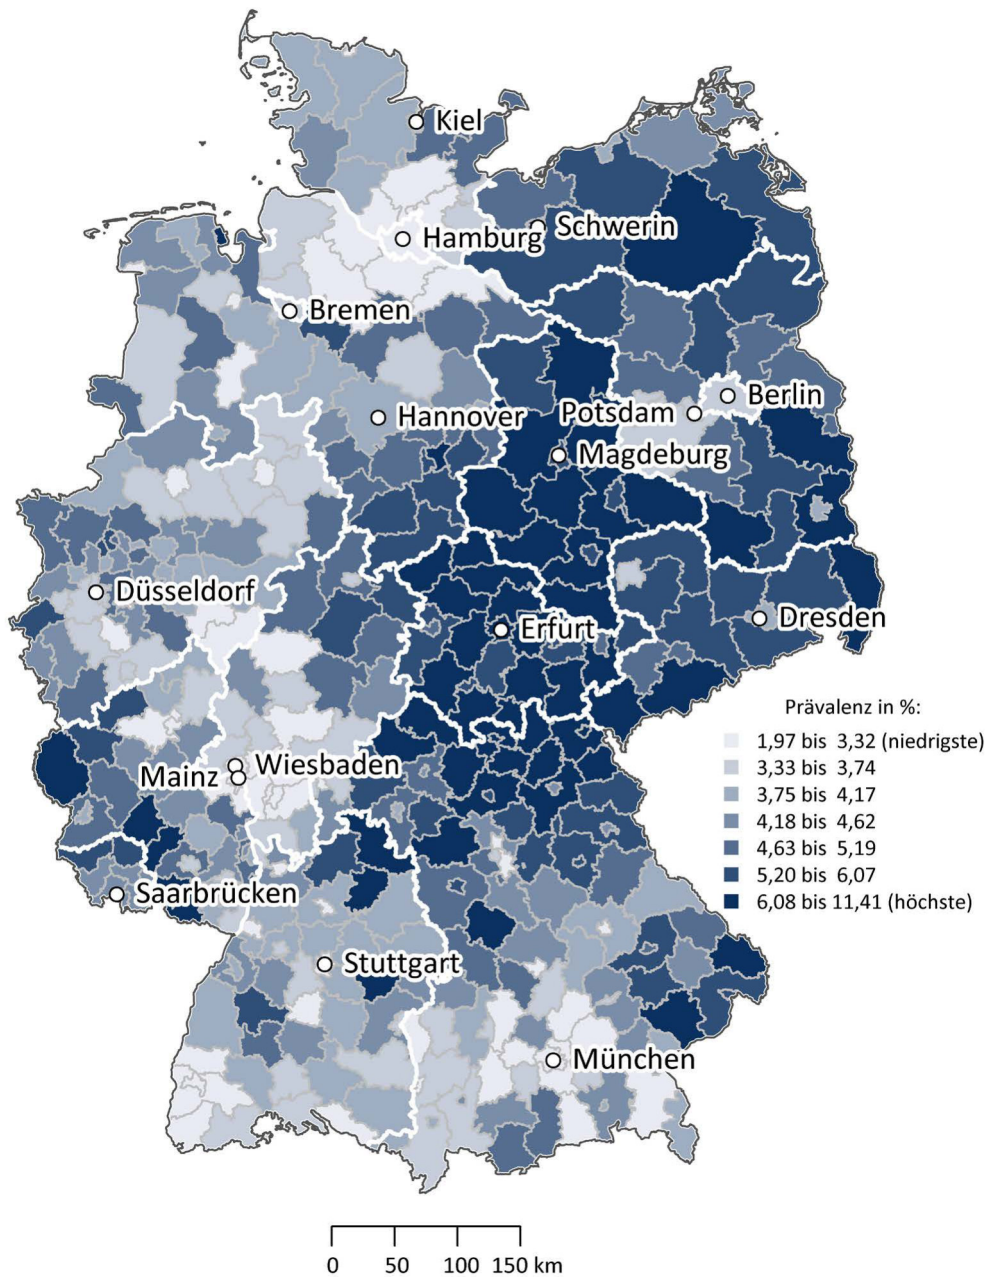 Kiel
Schwerin
Hamburg
Bremen
Berlin
Hannover
Potsdam
Magdeburg
Düsseldorf
Erfurt
Dresden
Prävalenz in %:
1,97 bis 3,32 (niedrigste)
3,33 bis 3,74
3,75 bis 4,17
4,18 bis 4,62
4,63 bis 5,19
5,20 bis 6,07
6,08 bis 11,41 (höchste)
Wiesbaden
Mainz
Saarbrücken
Stuttgart
München
0 50 100 150 km